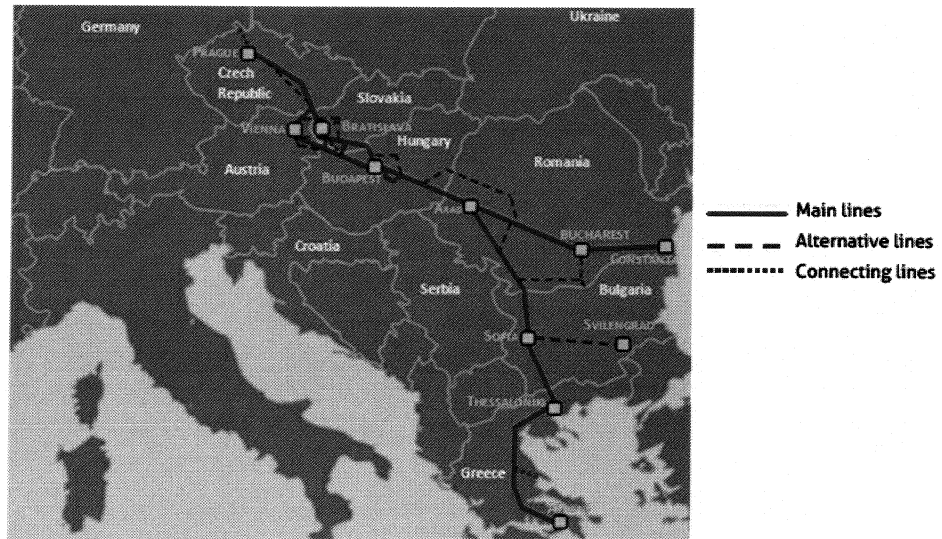 Germany
Ukraine
PRAGUE
Czech
Republic
Slovakia
VIENNA
BRATISLAVA
Hungary
Austria
BUDAPEST
Romania
ARAD
Croatia
BUCHAREST
CONSTANTA
Serbia
Bulgaria
SOFIA
SVILENGRAD
THESSALONIKI
Greece
Main lines
Alternative lines
Connecting lines